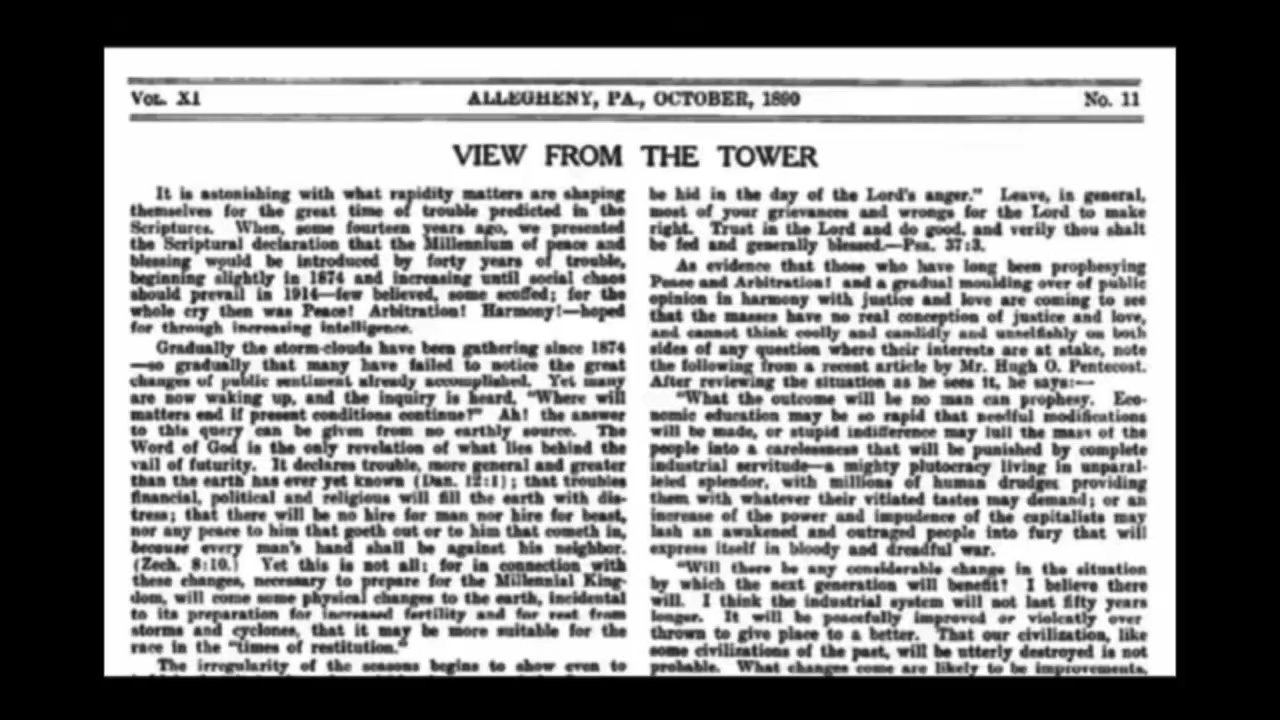 VOL. XI ALLEGHENY, PA., OCTOBER, 1890 No. 11
VIEW FROM THE TOWER
It is astonishing with what rapidity matters are shaping
themselves for the great time of trouble predicted in the
Scriptures. When, some fourteen years ago, we presented
the Scriptural declaration that the Millennium of peace and
blessing would be introduced by forty years of trouble,
beginning slightly in 1874 and increasing until social chaos
should prevail in 1914—few believed, some scoffed; for the
whole cry then was Peace! Arbitration! Harmony!—hoped
for through increasing intelligence.
Gradually the storm-clouds have been gathering since 1874
—so gradually that many have failed to notice the great
changes of public sentiment already accomplished. Yet many
are now waking up, and the inquiry is heard, "Where will
matters end if present conditions continue?" Ah! the answer
to this query can be given from no earthly source. The
Word of God is the only revelation of what lies behind the
vail of futurity. It declares trouble, more general and greater
than the earth has ever yet known (Dan. 12:1); that troubles
financial, political and religious will fill the earth with dis-
tress; that there will be no hire for man nor hire for beast,
nor any peace to him that goeth out or to him that cometh in,
because every man's hand shall be against his neighbor.
(Zech. 8:10.) Yet this is not all: for in connection with
these changes, necessary to prepare for the Millennial King-
dom, will come some physical changes to the earth, incidental
to its preparation for increased fertility and for rest from
storms and cyclones, that it may be more suitable for the
race in the "times of restitution."
The irregularity of the seasons begins to show even to
be hid in the day of the Lord's anger." Leave, in general,
most of your grievances and wrongs for the Lord to make
right. Trust in the Lord and do good, and verily thou shalt
be fed and generally blessed.—Psa. 37:3.
As evidence that those who have long been prophesying
Peace and Arbitration! and a gradual moulding over of public
opinion in harmony with justice and love are coming to see
that the masses have no real conception of justice and love,
and cannot think coolly and candidly and unselfishly on both
sides of any question where their interests are at stake, note
the following from a recent article by Mr. Hugh O. Pentecost.
After reviewing the situation as he sees it, he says:—
"What the outcome will be no man can prophesy. Eco-
nomic education may be so rapid that needful modifications
will be made, or stupid indifference may lull the mass of the
people into a carelessness that will be punished by complete
industrial servitude—a mighty plutocracy living in unparal-
leled splendor, with millions of human drudges providing
them with whatever their vitiated tastes may demand; or an
increase of the power and impudence of the capitalists may
lash an awakened and outraged people into fury that will
express itself in bloody and dreadful war.
"Will there be any considerable change in the situation
by which the next generation will benefit? I believe there
will. I think the industrial system will not last fifty years
longer. It will be peacefully improved or violently over-
thrown to give place to a better. That our civilization, like
some civilizations of the past, will be utterly destroyed is not
probable. What changes come are likely to be improvements,